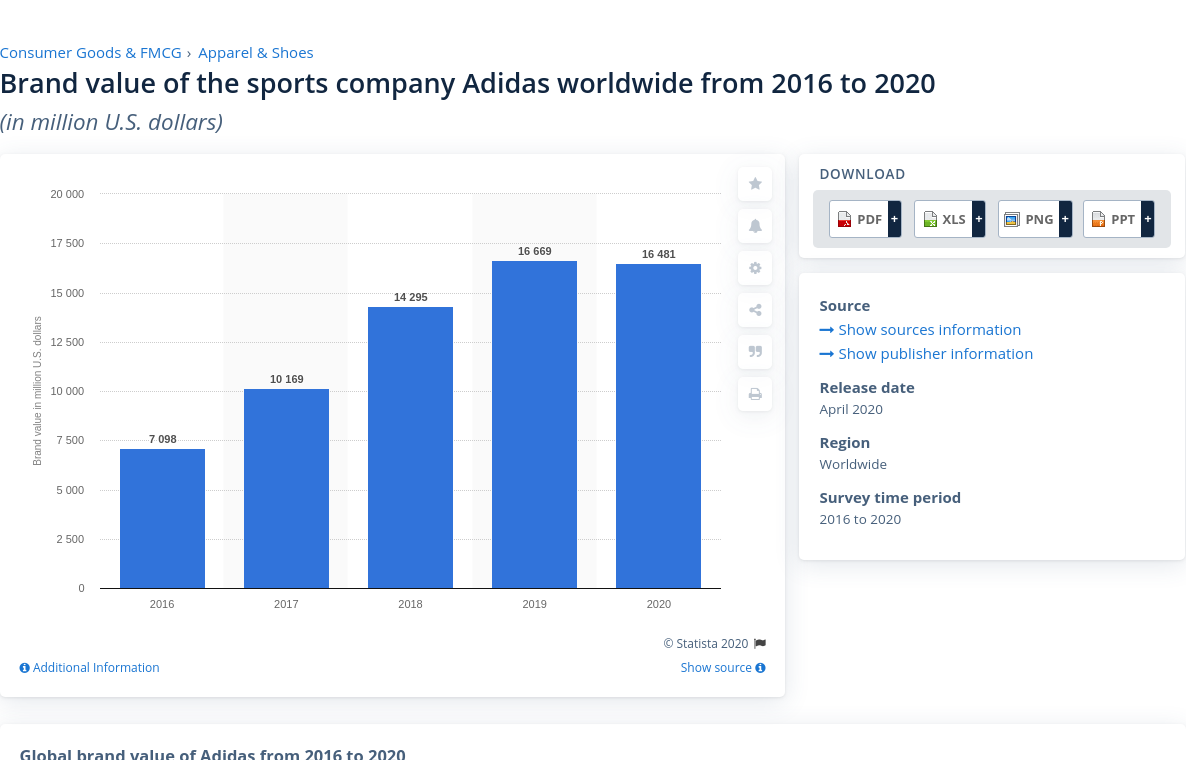 Consumer Goods & FMCG › Apparel & Shoes
Brand value of the sports company Adidas worldwide from 2016 to 2020
(in million U.S. dollars)
Brand value in million U.S. dollars
20 000
17 500
15 000
12 500
10 000
7 500
5 000
2 500
0
7 098
10 169
14 295
16 669
16 481
2016 2017 2018 2019 2020
© Statista 2020
Additional Information Show source
DOWNLOAD
PDF + XLS + PNG + PPT +
Source
Show sources information
Show publisher information
Release date
April 2020
Region
Worldwide
Survey time period
2016 to 2020
Global brand value of Adidas from 2016 to 2020